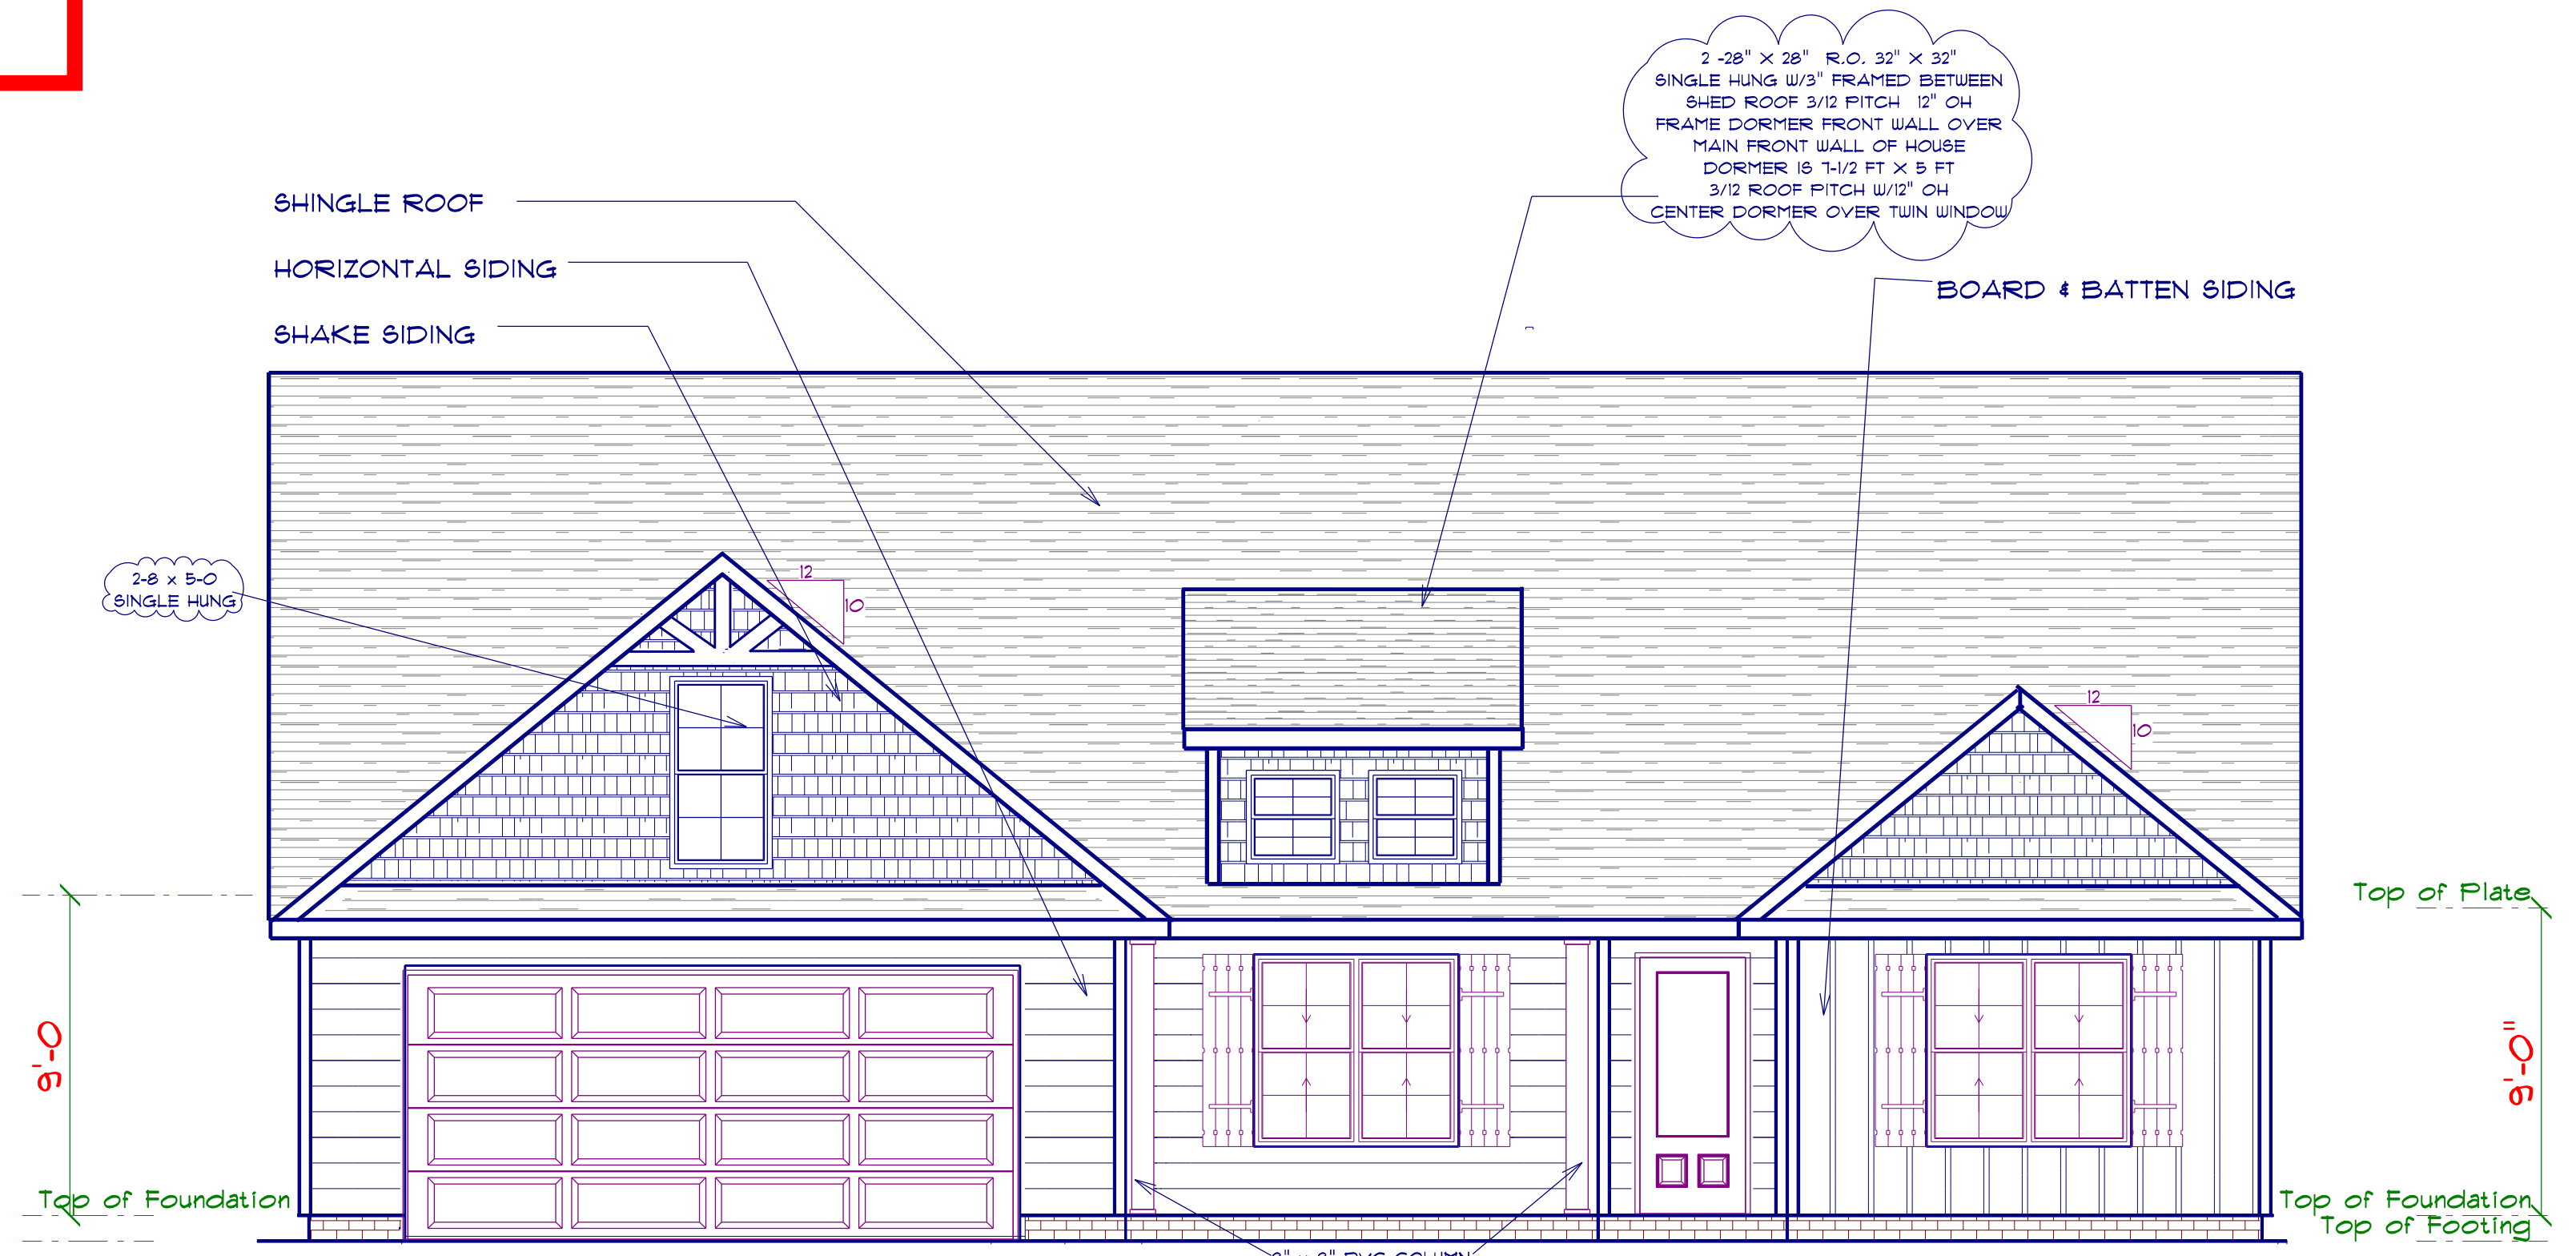 2 -28" X 28" R.O. 32" X 32"
SINGLE HUNG W/3" FRAMED BETWEEN
SHED ROOF 3/12 PITCH 12" OH
FRAME DORMER FRONT WALL OVER
MAIN FRONT WALL OF HOUSE
DORMER IS 7-1/2 FT X 5 FT
3/12 ROOF PITCH W/12" OH
CENTER DORMER OVER TWIN WINDOW
SHINGLE ROOF
HORIZONTAL SIDING
BOARD & BATTEN SIDING
SHAKE SIDING
2-8 x 5-0
SINGLE HUNG
12
10
12
10
Top of Plate
9'-0
9'-0"
Top of Foundation
Top of Foundation
Top of Footing